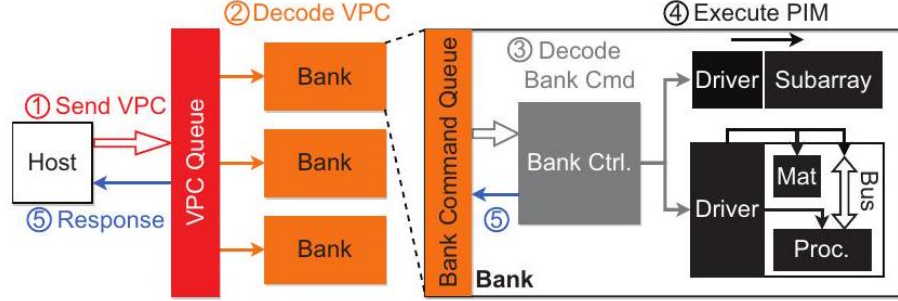 ② Decode VPC
④ Execute PIM
① Send VPC
Host
⑤ Response
VPC Queue
Bank
Bank
Bank
Bank Command Queue
③ Decode
Bank Cmd
Bank Ctrl.
⑤
Bank
Driver
Subarray
Driver
Mat
Bus
Proc.